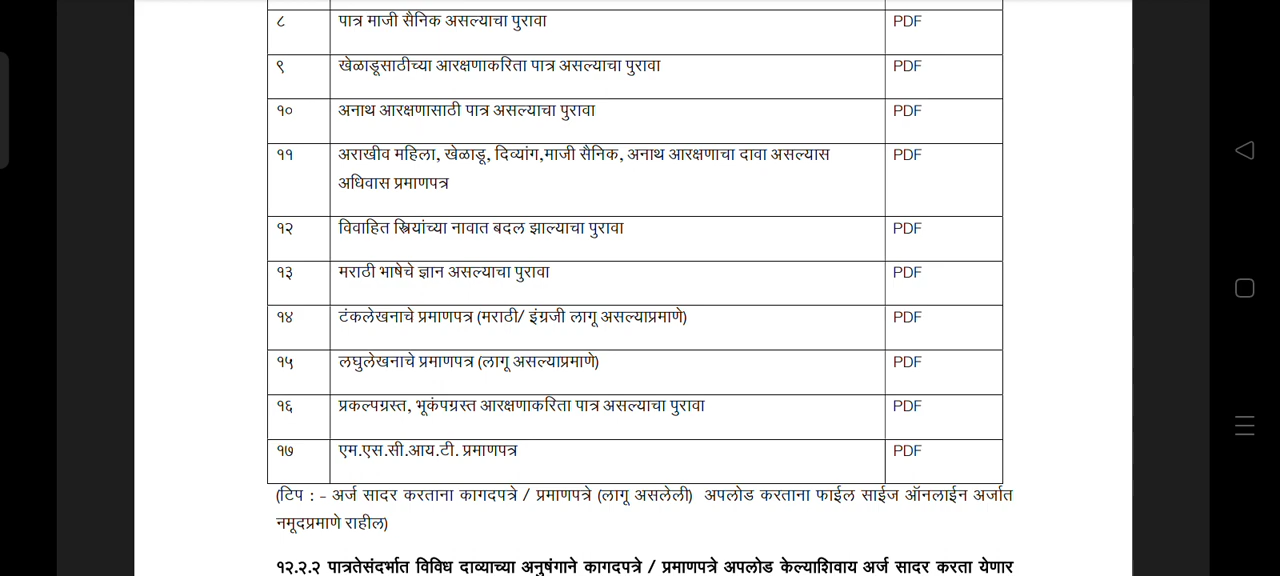 ८ पात्र माजी सैनिक असल्याचा पुरावा PDF
९ खेळाडूसाठीच्या आरक्षणाकरिता पात्र असल्याचा पुरावा PDF
१० अनाथ आरक्षणासाठी पात्र असल्याचा पुरावा PDF
११ अराखीव महिला, खेळाडू, दिव्यांग,माजी सैनिक, अनाथ आरक्षणाचा दावा असल्यास PDF
अधिवास प्रमाणपत्र
१२ विवाहित स्त्रियांच्या नावात बदल झाल्याचा पुरावा PDF
१३ मराठी भाषेचे ज्ञान असल्याचा पुरावा PDF
१४ टंकलेखनाचे प्रमाणपत्र (मराठी/ इंग्रजी लागू असल्याप्रमाणे) PDF
१५ लघुलेखनाचे प्रमाणपत्र (लागू असल्याप्रमाणे) PDF
१६ प्रकल्पग्रस्त, भूकंपग्रस्त आरक्षणाकरिता पात्र असल्याचा पुरावा PDF
१७ एम.एस.सी.आय.टी. प्रमाणपत्र PDF
(टिप : - अर्ज सादर करताना कागदपत्रे / प्रमाणपत्रे (लागू असलेली) अपलोड करताना फाईल साईज ऑनलाईन अर्जात
नमूदप्रमाणे राहील)
१२.२.२ पात्रतेसंदर्भात विविध दाव्याच्या अनुषंगाने कागदपत्रे / प्रमाणपत्रे अपलोड केल्याशिवाय अर्ज सादर करता येणार